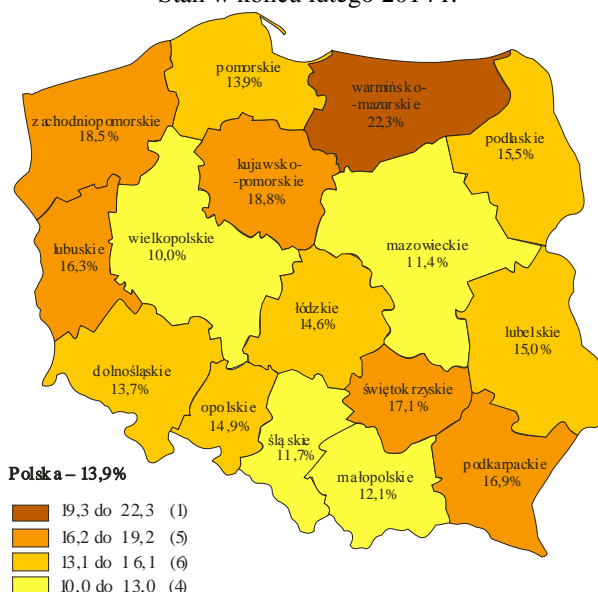 Stan w końcu lutego 2014 r.
pomorskie
13,9%
warmińsko-
-mazurskie
22,3%
zachodniopomorskie
18,5%
podlaskie
15,5%
kujawsko-
-pomorskie
18,8%
wielkopolskie
10,0%
mazowieckie
11,4%
lubuskie
16,3%
łódzkie
14,6%
lubelskie
15,0%
dolnośląskie
13,7%
opolskie
14,9%
świętokrzyskie
17,1%
śląskie
11,7%
małopolskie
12,1%
podkarpackie
16,9%
Polska – 13,9%
19,3 do 22,3 (1)
16,2 do 19,2 (5)
13,1 do 16,1 (6)
10,0 do 13,0 (4)